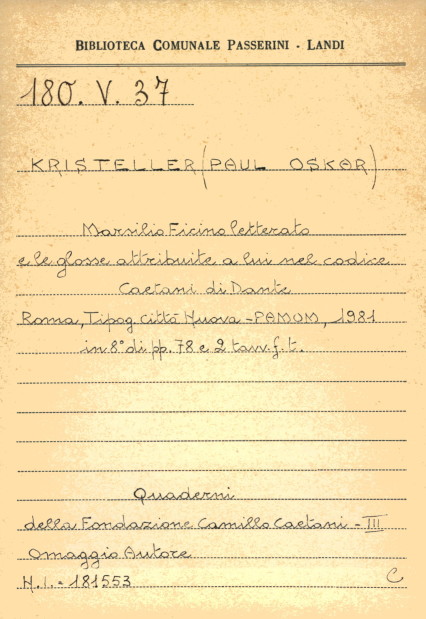 BIBLIOTECA COMUNALE PASSERINI - LANDI
180. V. 37
KRISTELLER (PAUL OSKAR)
Marsilio Ficino letterato
e le glosse attribuite a lui nel codice
Caetani di Dante
Roma, Tipog. Città Nuova - PAMOM, 1981
in 8° di pp. 78 e 2 tavv. f. t.
Quaderni
della Fondazione Camillo Caetani - III
Omaggio Autore
N. I. = 181553
C